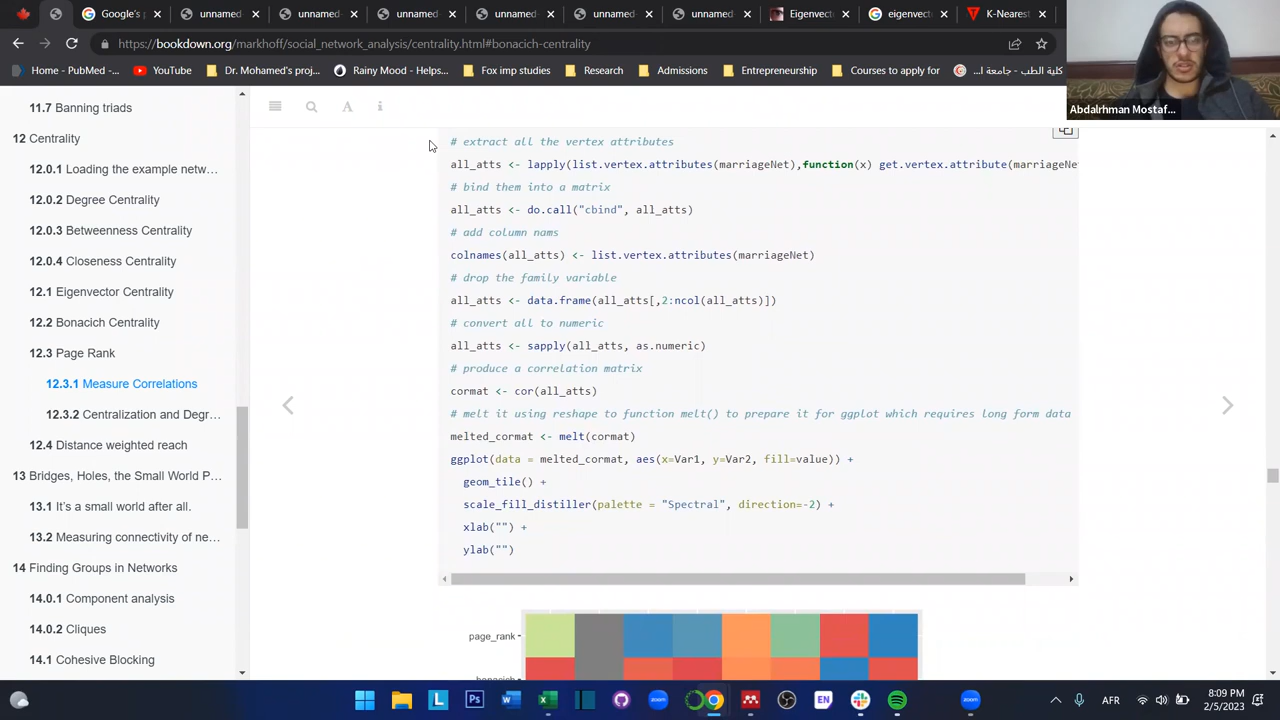 Google's p
unnamed
unnamed
unnamed
unnamed
unnamed
unnamed
Eigenvect
eigenvect
K-Nearest
https://bookdown.org/markhoff/social_network_analysis/centrality.html#bonacich-centrality
Home - PubMed -...
YouTube
Dr. Mohamed's proj...
Rainy Mood - Helps...
Fox imp studies
Research
Admissions
Entrepreneurship
Courses to apply for
كلية الطب - جامعة ا...
Abdalrhman Mostaf...
11.7 Banning triads
12 Centrality
12.0.1 Loading the example netw...
12.0.2 Degree Centrality
12.0.3 Betweenness Centrality
12.0.4 Closeness Centrality
12.1 Eigenvector Centrality
12.2 Bonacich Centrality
12.3 Page Rank
12.3.1 Measure Correlations
12.3.2 Centralization and Degr...
12.4 Distance weighted reach
13 Bridges, Holes, the Small World P...
13.1 It's a small world after all.
13.2 Measuring connectivity of ne...
14 Finding Groups in Networks
14.0.1 Component analysis
14.0.2 Cliques
14.1 Cohesive Blocking
# extract all the vertex attributes
all_atts <- lapply(list.vertex.attributes(marriageNet),function(x) get.vertex.attribute(marriageNe
# bind them into a matrix
all_atts <- do.call("cbind", all_atts)
# add column nams
colnames(all_atts) <- list.vertex.attributes(marriageNet)
# drop the family variable
all_atts <- data.frame(all_atts[,2:ncol(all_atts)])
# convert all to numeric
all_atts <- sapply(all_atts, as.numeric)
# produce a correlation matrix
cormat <- cor(all_atts)
# melt it using reshape to function melt() to prepare it for ggplot which requires long form data
melted_cormat <- melt(cormat)
ggplot(data = melted_cormat, aes(x=Var1, y=Var2, fill=value)) +
geom_tile() +
scale_fill_distiller(palette = "Spectral", direction=-2) +
xlab("") +
ylab("")
page_rank
AFR
8:09 PM
2/5/2023